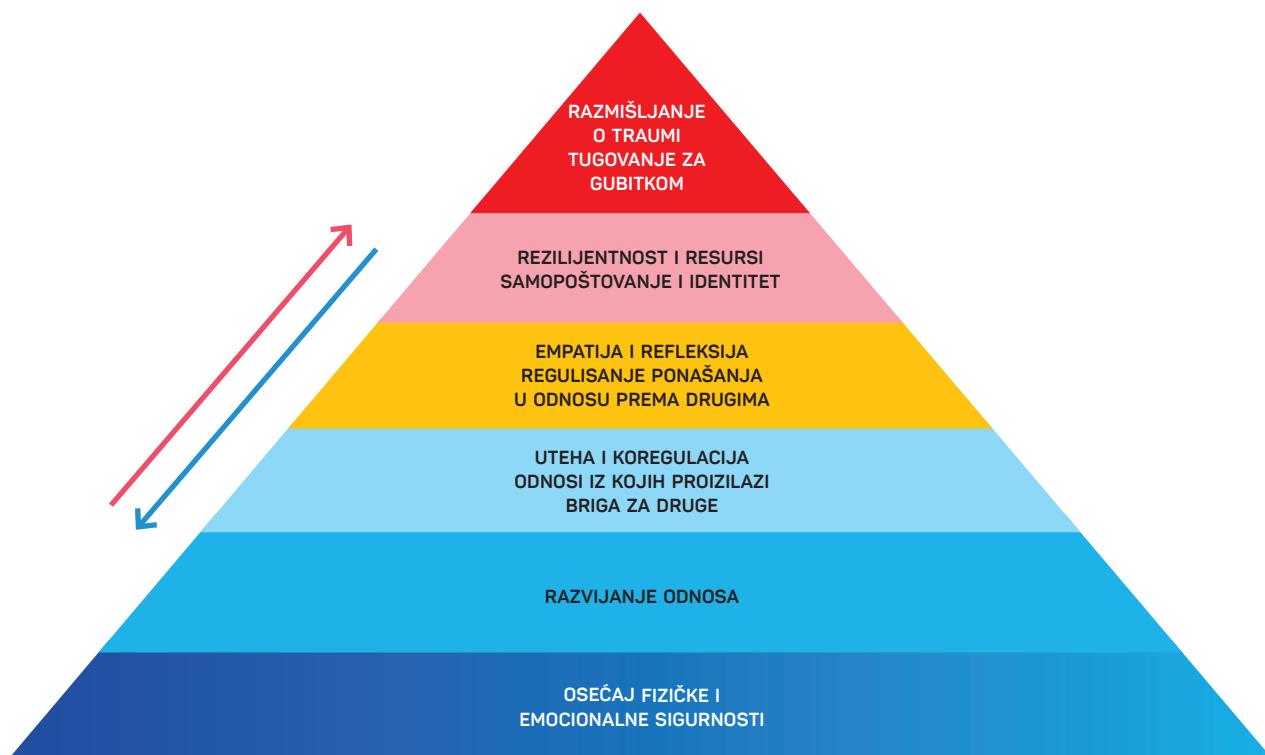 RAZMIŠLJANJE
O TRAUMI
TUGOVANJE ZA
GUBITKOM
REZILIJENTNOST I RESURSI
SAMOPOŠTOVANJE I IDENTITET
EMPATIJA I REFLEKSIJA
REGULISANJE PONAŠANJA
U ODNOSU PREMA DRUGIMA
UTEHA I KOREGULACIJA
ODNOSI IZ KOJIH PROIZILAZI
BRIGA ZA DRUGE
RAZVIJANJE ODNOSA
OSEĆAJ FIZIČKE I
EMOCIONALNE SIGURNOSTI